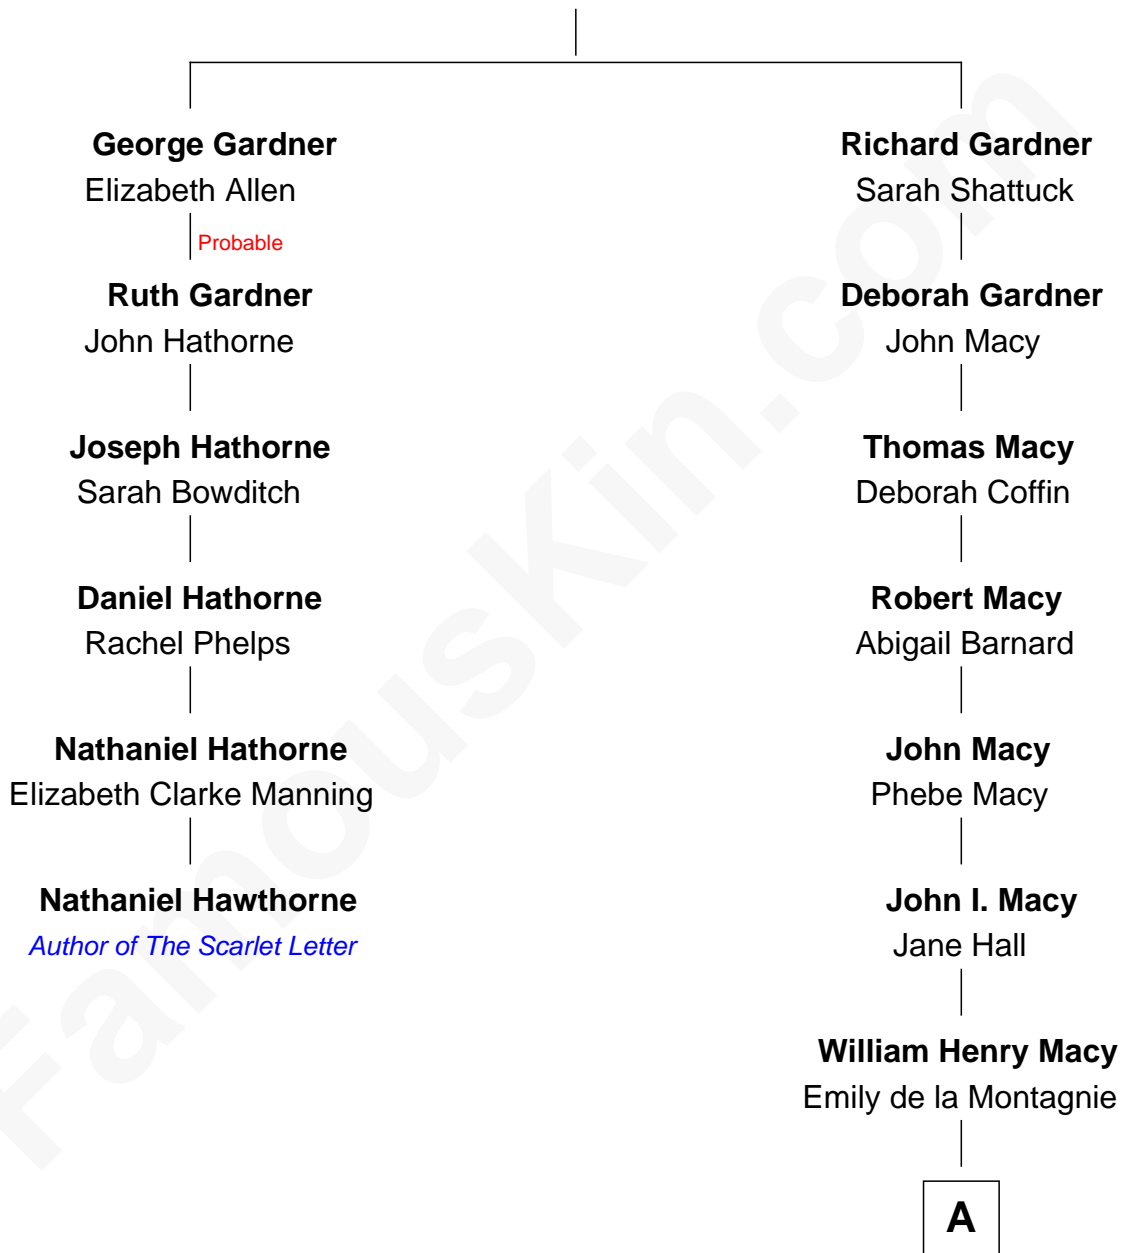 George Gardner
Elizabeth Allen
Probable
Ruth Gardner
John Hathorne
Joseph Hathorne
Sarah Bowditch
Daniel Hathorne
Rachel Phelps
Nathaniel Hathorne
Elizabeth Clarke Manning
Nathaniel Hawthorne
Author of The Scarlet Letter
Richard Gardner
Sarah Shattuck
Deborah Gardner
John Macy
Thomas Macy
Deborah Coffin
Robert Macy
Abigail Barnard
John Macy
Phebe Macy
John I. Macy
Jane Hall
William Henry Macy
Emily de la Montagnie
A
FamousKin.com